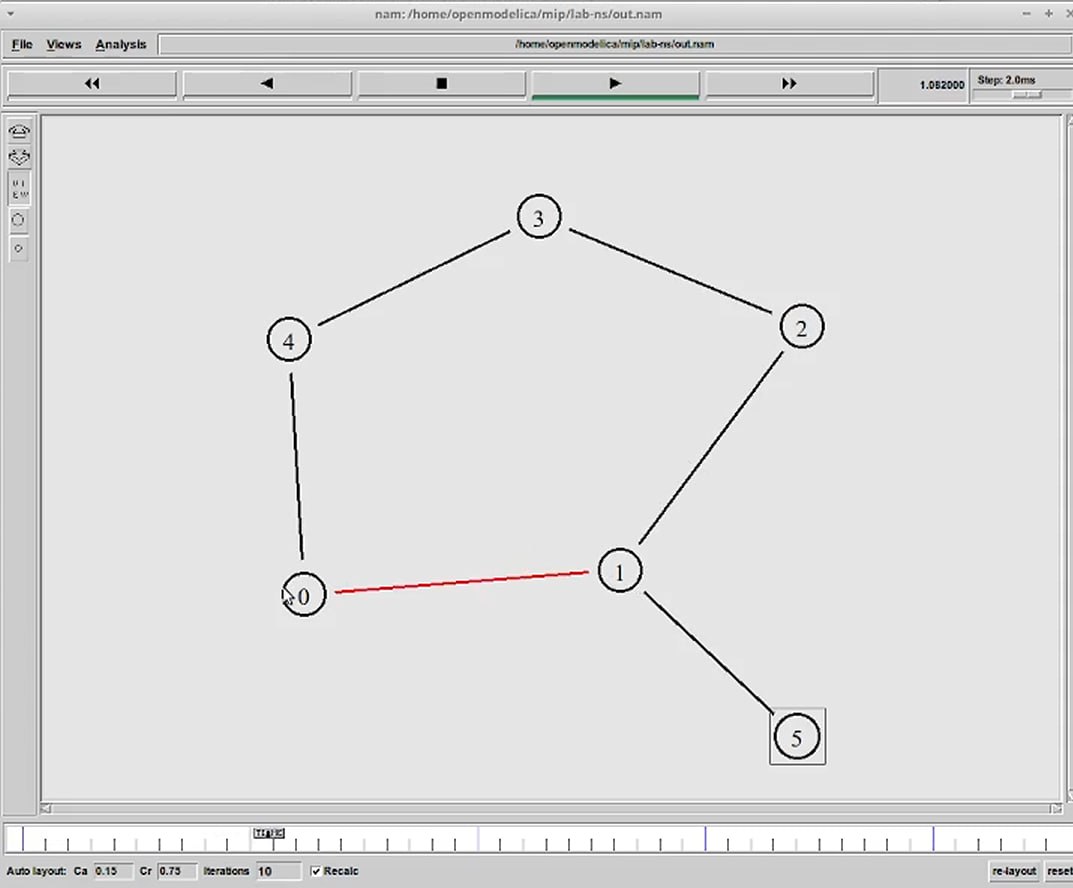 nam: /home/openmodelica/mip/lab-ns/out.nam
File Views Analysis /home/openmodelica/mip/lab-ns/out.nam
1.082000 Step: 2.0ms
3
4
2
1
0
5
Auto layout: Ca 0.15 Cr 0.75 Iterations 10 Recalc re-layout reset